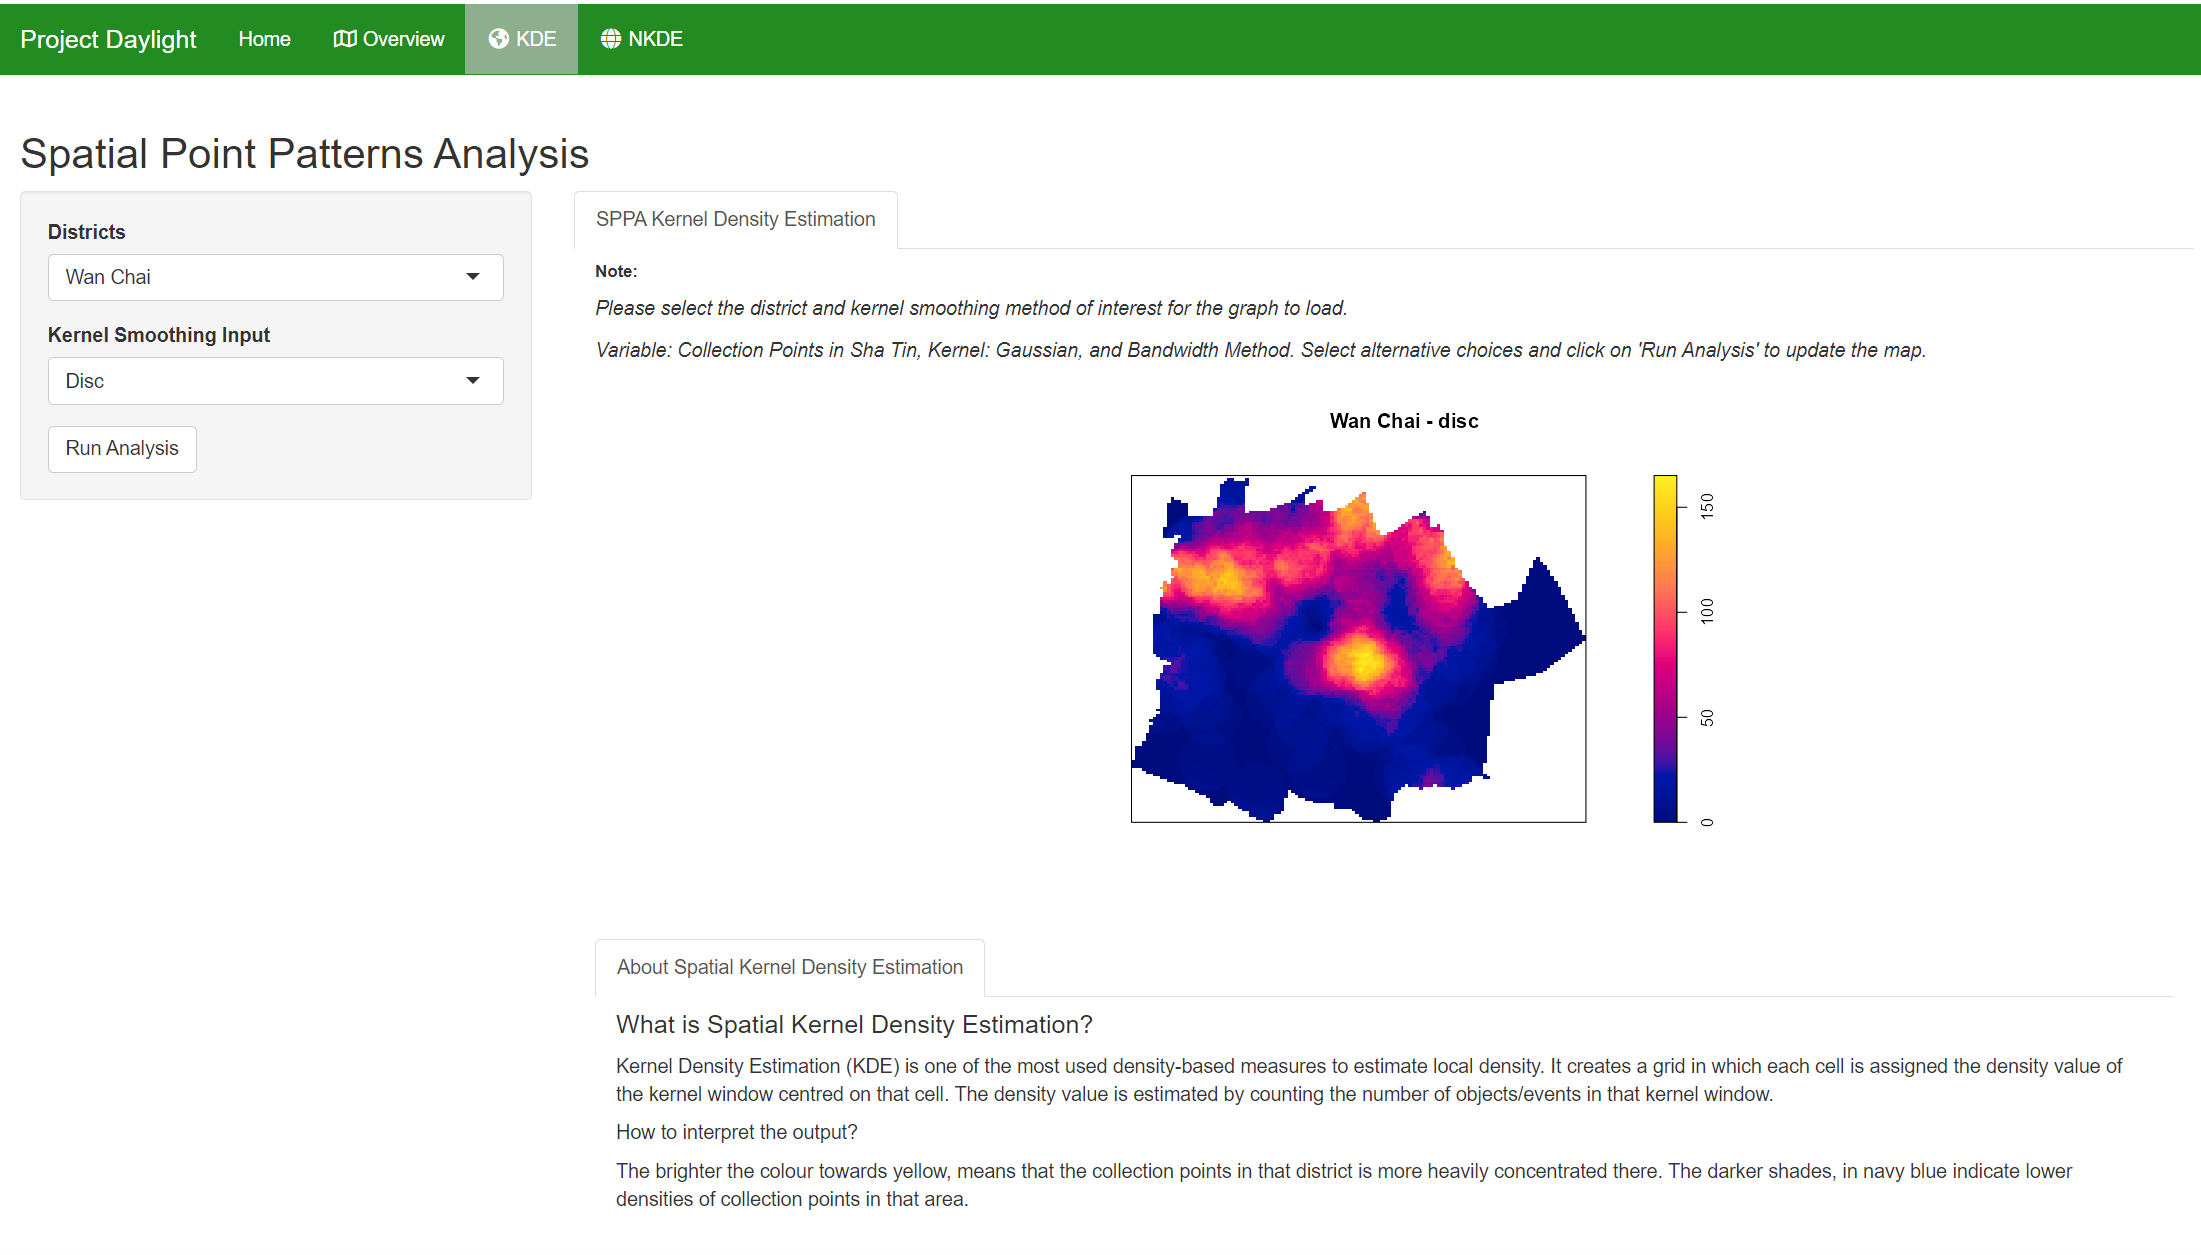 Project Daylight Home Overview KDE NKDE
Spatial Point Patterns Analysis
Districts
Wan Chai
Kernel Smoothing Input
Disc
Run Analysis
SPPA Kernel Density Estimation
Note:
Please select the district and kernel smoothing method of interest for the graph to load.
Variable: Collection Points in Sha Tin, Kernel: Gaussian, and Bandwidth Method. Select alternative choices and click on 'Run Analysis' to update the map.
Wan Chai - disc
150
100
50
0
About Spatial Kernel Density Estimation
What is Spatial Kernel Density Estimation?
Kernel Density Estimation (KDE) is one of the most used density-based measures to estimate local density. It creates a grid in which each cell is assigned the density value of
the kernel window centred on that cell. The density value is estimated by counting the number of objects/events in that kernel window.
How to interpret the output?
The brighter the colour towards yellow, means that the collection points in that district is more heavily concentrated there. The darker shades, in navy blue indicate lower
densities of collection points in that area.